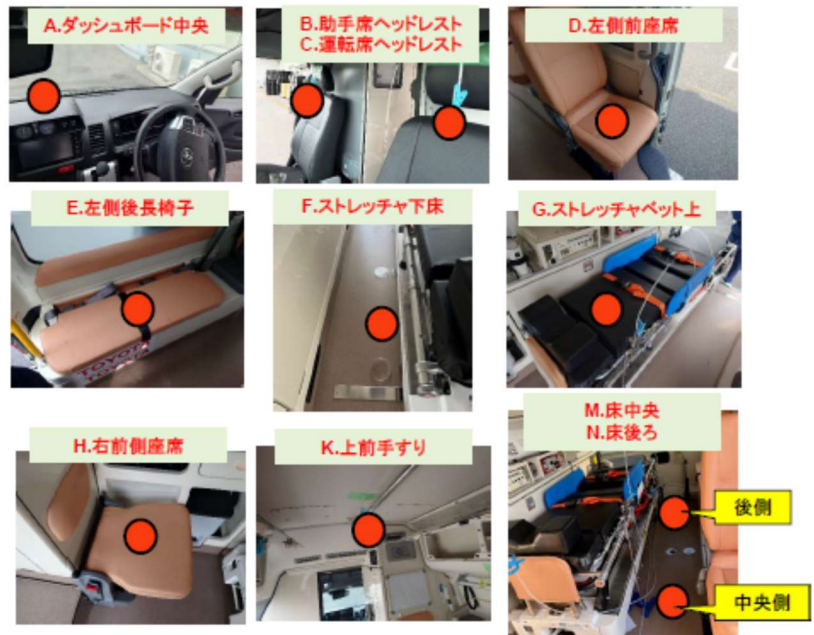 A.ダッシュボード中央
B.助手席ヘッドレスト
C.運転席ヘッドレスト
D.左側前座席
E.左側後長椅子
F.ストレッチャ下床
G.ストレッチャベット上
TOYOTA
H.右前側座席
K.上前手すり
M.床中央
N.床後ろ
後側
中央側